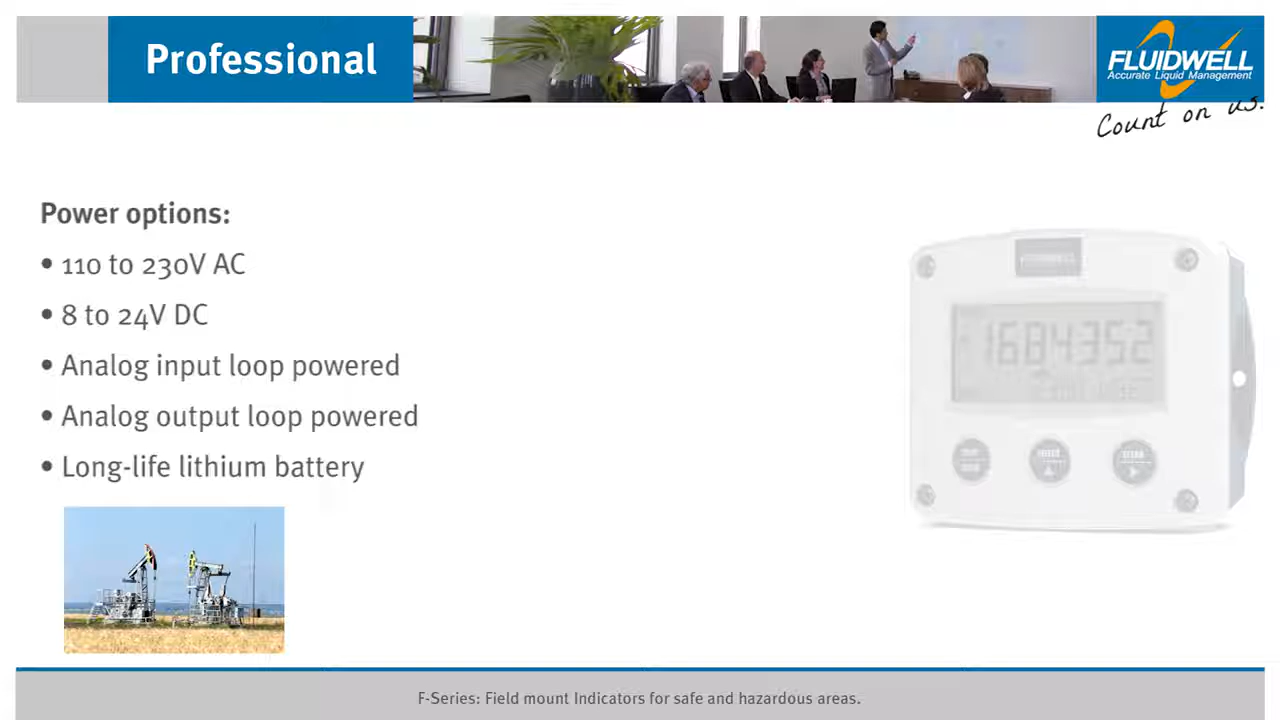 Professional
FLUIDWELL
Accurate Liquid Management
Count on us.
Power options:
• 110 to 230V AC
• 8 to 24V DC
• Analog input loop powered
• Analog output loop powered
• Long-life lithium battery
FLUIDWELL
1684352
F-Series: Field mount Indicators for safe and hazardous areas.